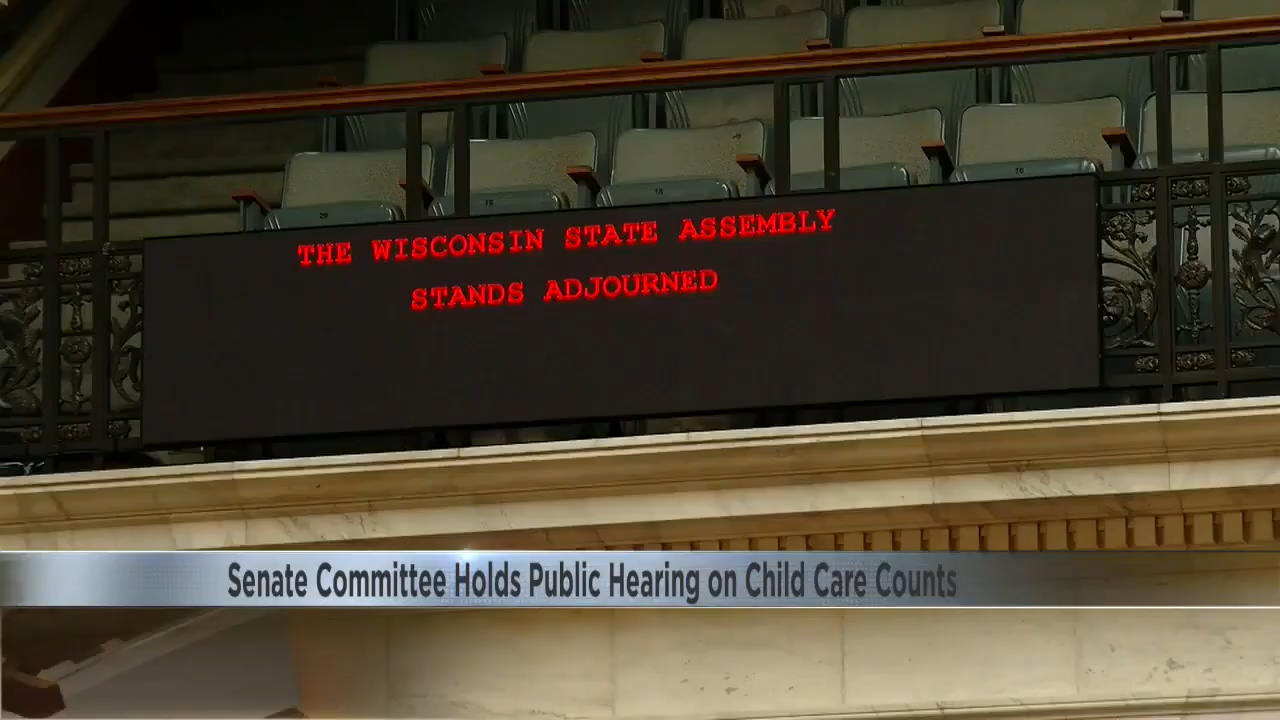 THE WISCONSIN STATE ASSEMBLY
STANDS ADJOURNED
Senate Committee Holds Public Hearing on Child Care Counts